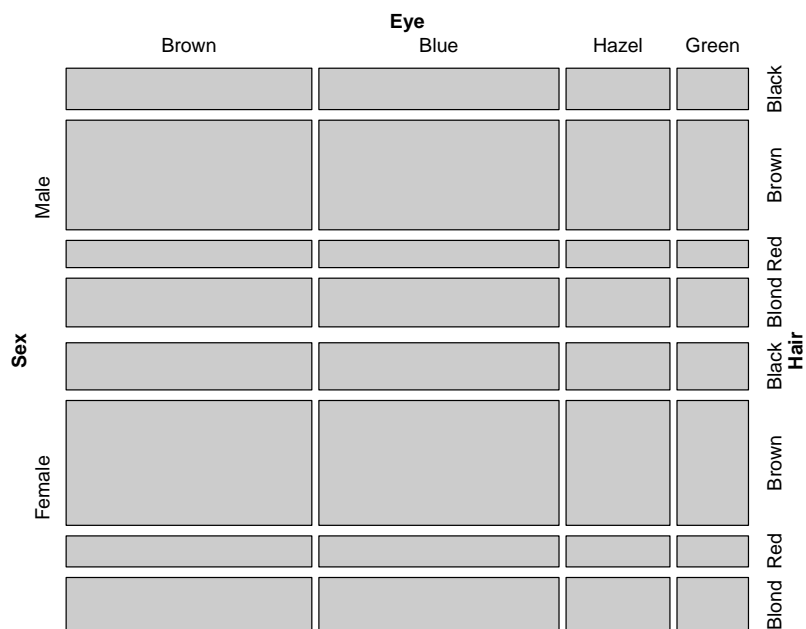 Eye
Brown Blue Hazel Green
Sex
Male
Female
Black
Brown
Red
Blond
Black
Brown
Red
Blond
Hair